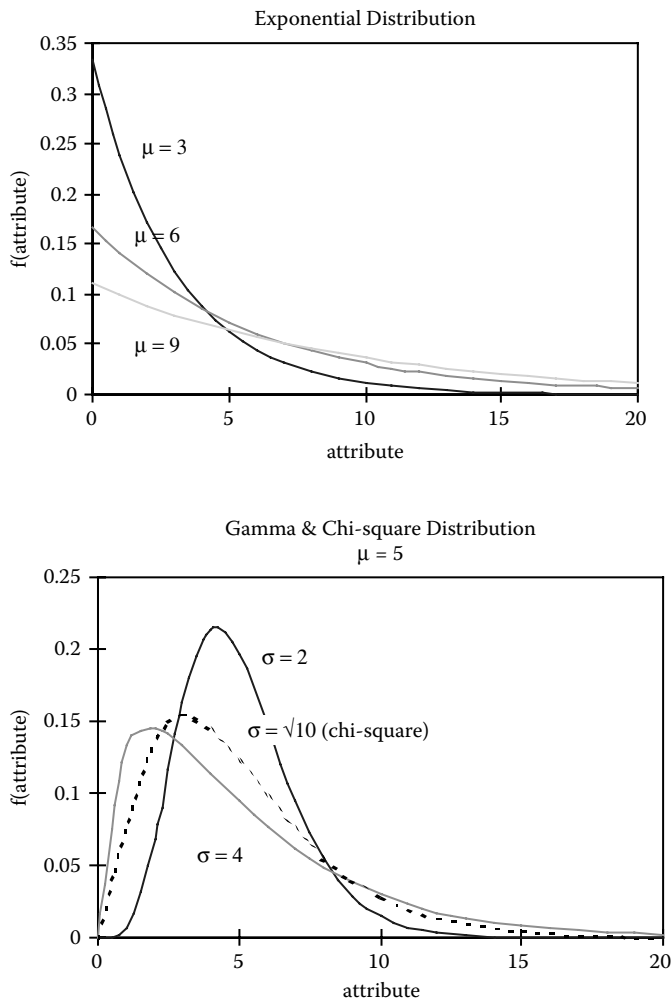 Exponential Distribution
0.35
0.3
0.25
0.2
0.15
0.1
0.05
0
f(attribute)
μ = 3
μ = 6
μ = 9
0 5 10 15 20
attribute
Gamma & Chi-square Distribution
μ = 5
0.25
0.2
0.15
0.1
0.05
0
f(attribute)
σ = 2
σ = √10 (chi-square)
σ = 4
0 5 10 15 20
attribute